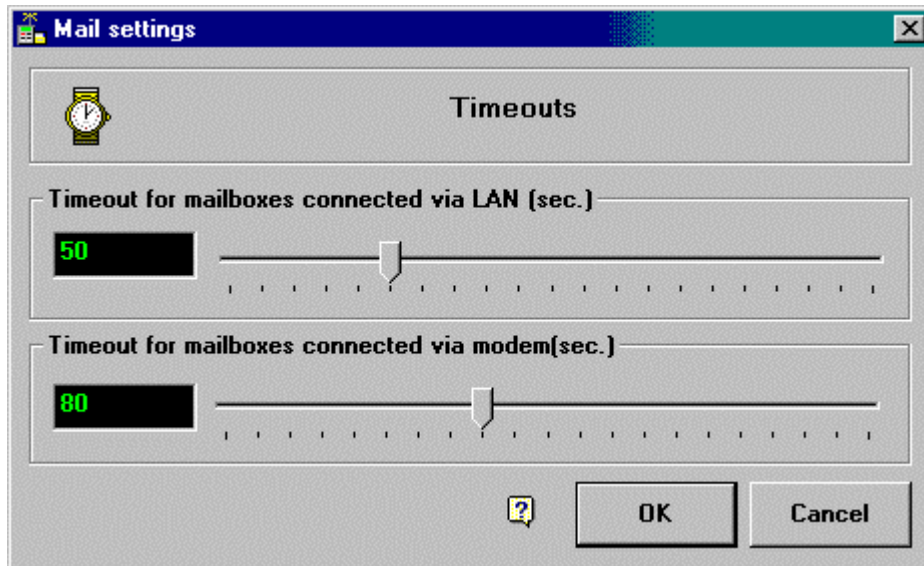 Mail settings
Timeouts
Timeout for mailboxes connected via LAN (sec.)
50
Timeout for mailboxes connected via modem(sec.)
80
OK
Cancel